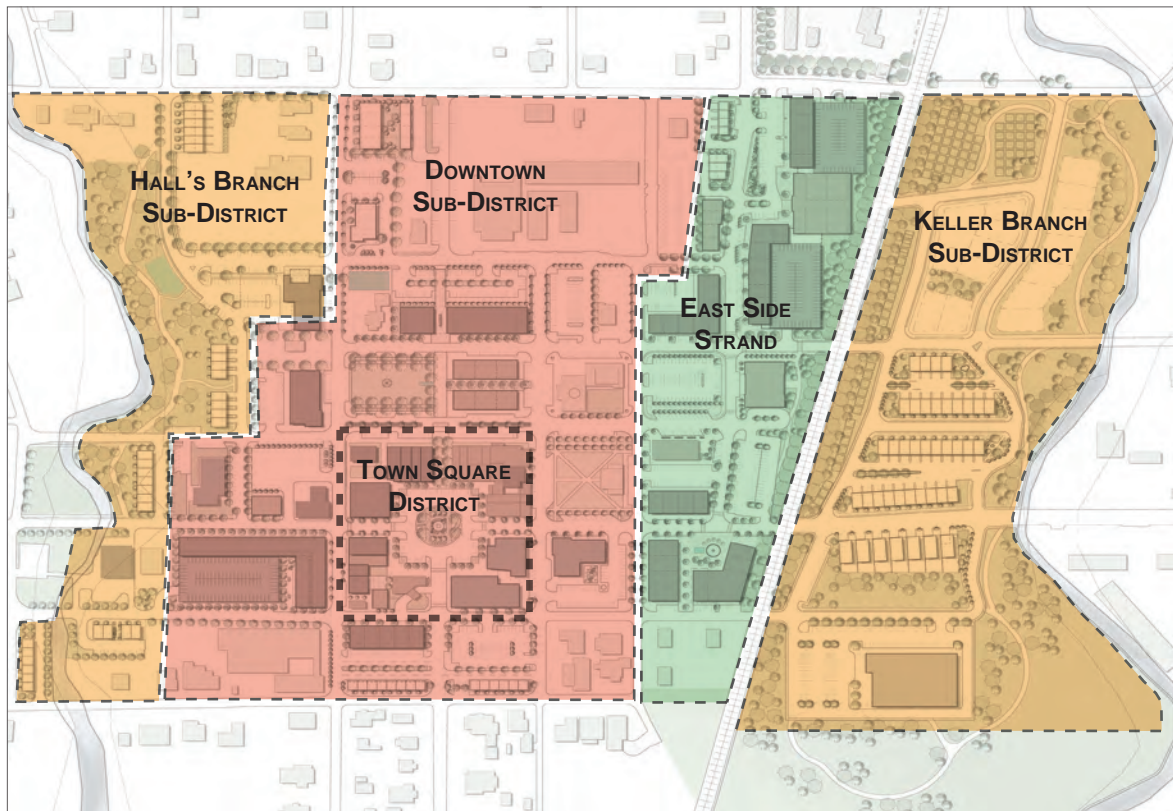 HALL'S BRANCH
SUB-DISTRICT
DOWNTOWN
SUB-DISTRICT
KELLER BRANCH
SUB-DISTRICT
EAST SIDE
STRAND
TOWN SQUARE
DISTRICT